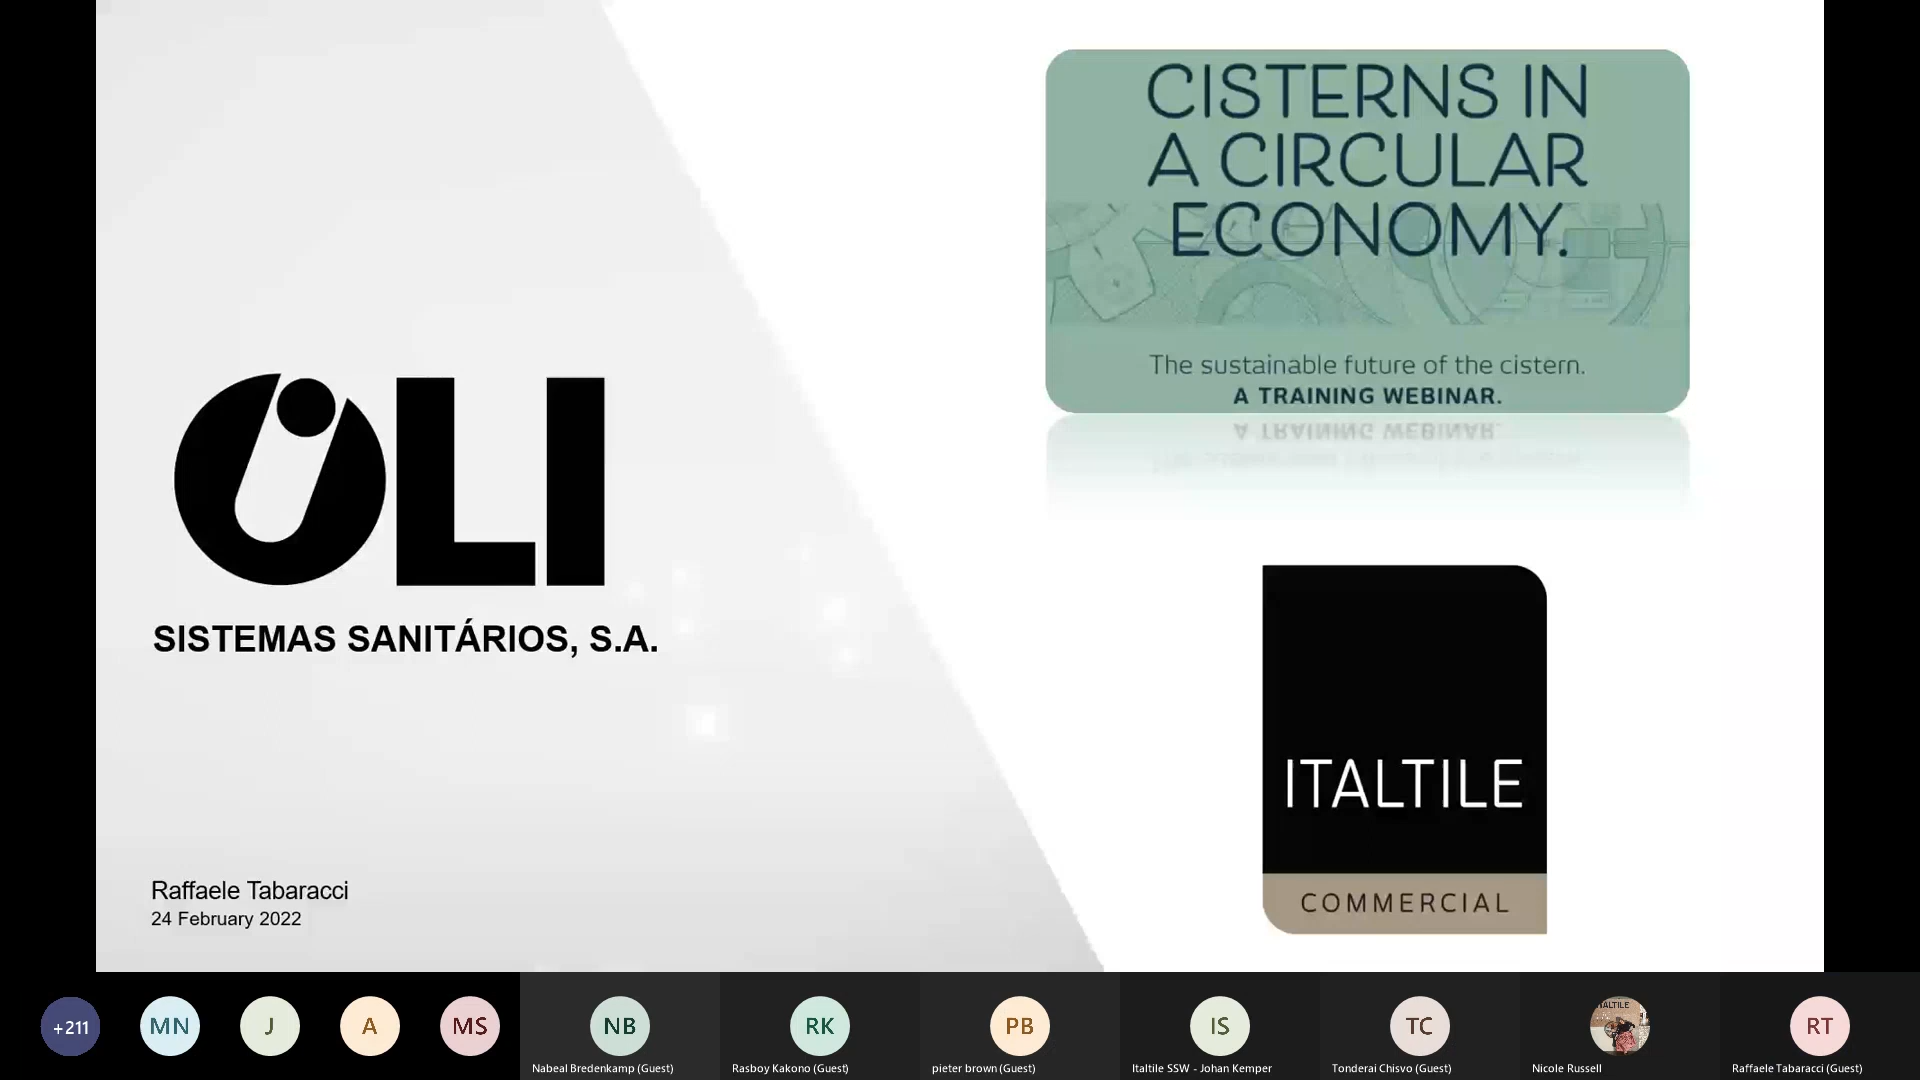 CISTERNS IN
A CIRCULAR
ECONOMY.
The sustainable future of the cistern.
A TRAINING WEBINAR.
OLI
SISTEMAS SANITÁRIOS, S.A.
ITALTILE
COMMERCIAL
Raffaele Tabaracci
24 February 2022
+211
MN
J
A
MS
NB
RK
PB
IS
TC
ITALTILE
RT
Nabeal Bredenkamp (Guest)
Rasboy Kakono (Guest)
pieter brown (Guest)
Italtile SSW - Johan Kemper
Tonderai Chisvo (Guest)
Nicole Russell
Raffaele Tabaracci (Guest)